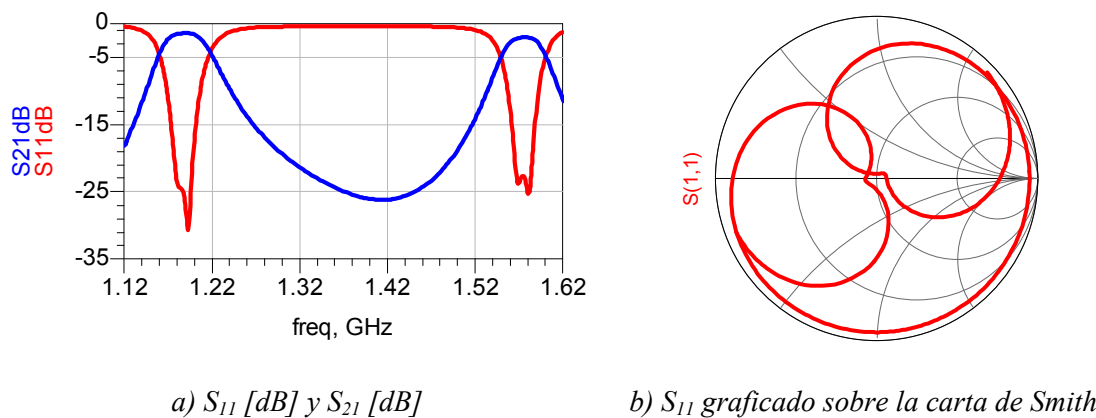 0
-5
-15
-25
-35
S21dB
S11dB
1.12 1.22 1.32 1.42 1.52 1.62
freq, GHz
S(1,1)
a) S11 [dB] y S21 [dB]
b) S11 graficado sobre la carta de Smith